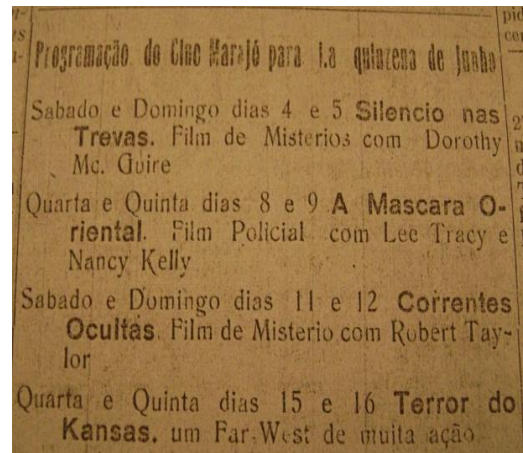 Programação do Cine Marajó para 1.a quinzena de Junho
Sabado e Domingo dias 4 e 5 Silencio nas
Trevas. Film de Misterios com Dorothy
Mc. Guire
Quarta e Quinta dias 8 e 9 A Mascara O-
riental. Film Policial com Lee Tracy e
Nancy Kelly
Sabado e Domingo dias 11 e 12 Correntes
Ocultas. Film de Misterio com Robert Tay-
lor
Quarta e Quinta dias 15 e 16 Terror do
Kansas. um Far-West de muita ação